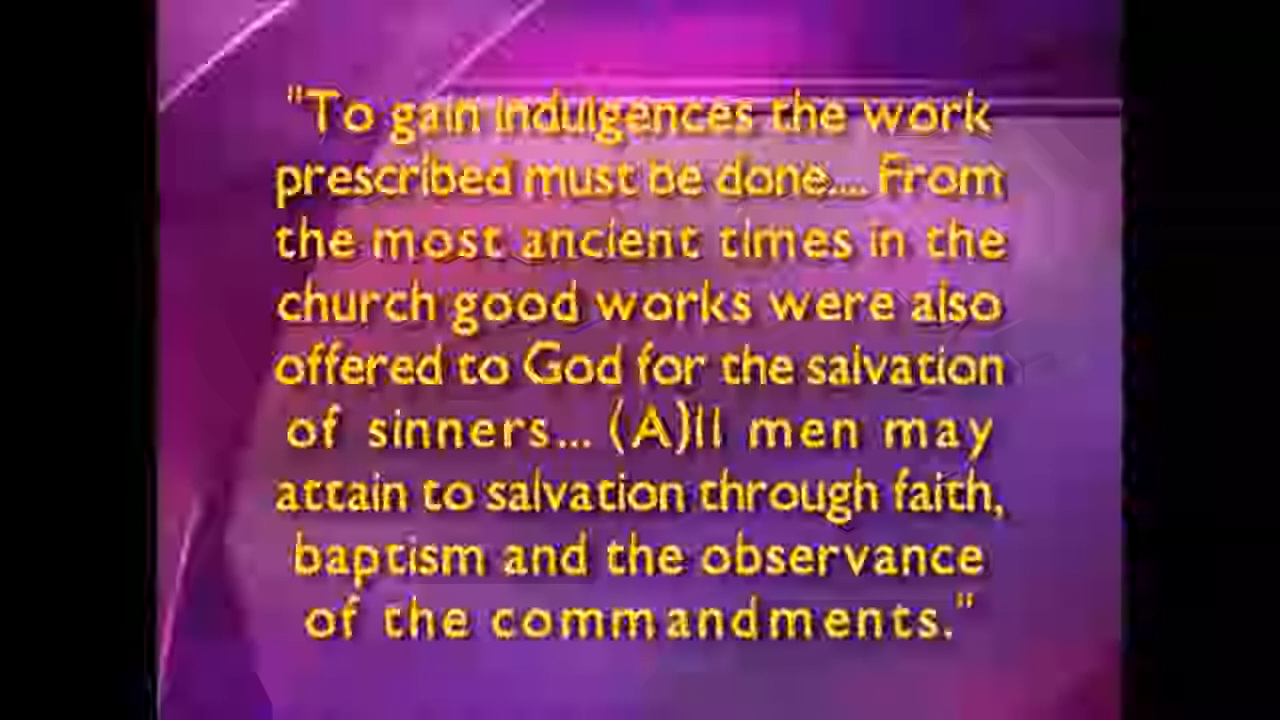 "To gain indulgences the work
prescribed must be done.... From
the most ancient times in the
church good works were also
offered to God for the salvation
of sinners... (A)ll men may
attain to salvation through faith,
baptism and the observance
of the commandments."